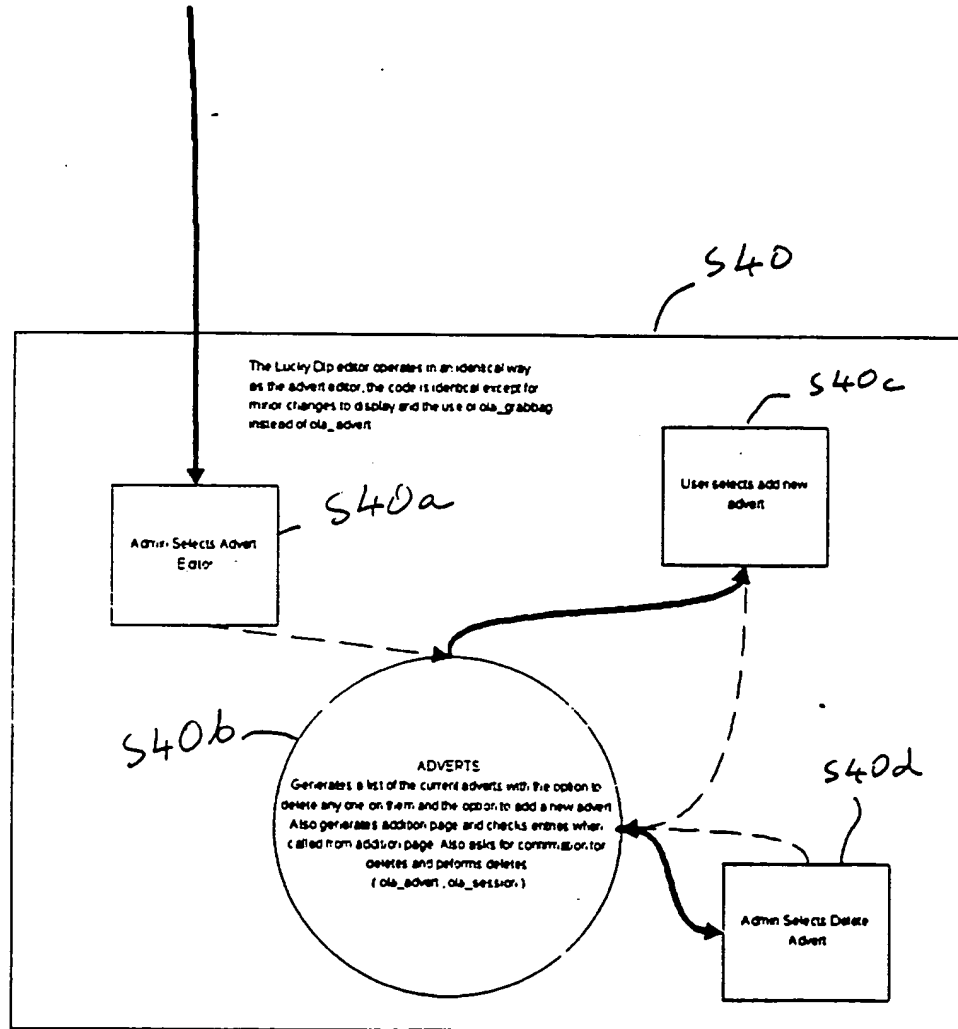 S40
The Lucky Dip editor operates in an identical way
as the advert editor, the code is identical except for
minor changes to display and the use of ola_grabbag
instead of ola_advert
S40c
User selects add new
advert
S40a
Admin Selects Advert
Editor
S40b
ADVERTS
Generates a list of the current adverts with the option to
delete any one on them and the option to add a new advert
Also generates addition page and checks entries when
called from addition page. Also asks for confirmation for
deletes and peforms deletes
( ola_advert, ola_session )
S40d
Admin Selects Delete
Advert